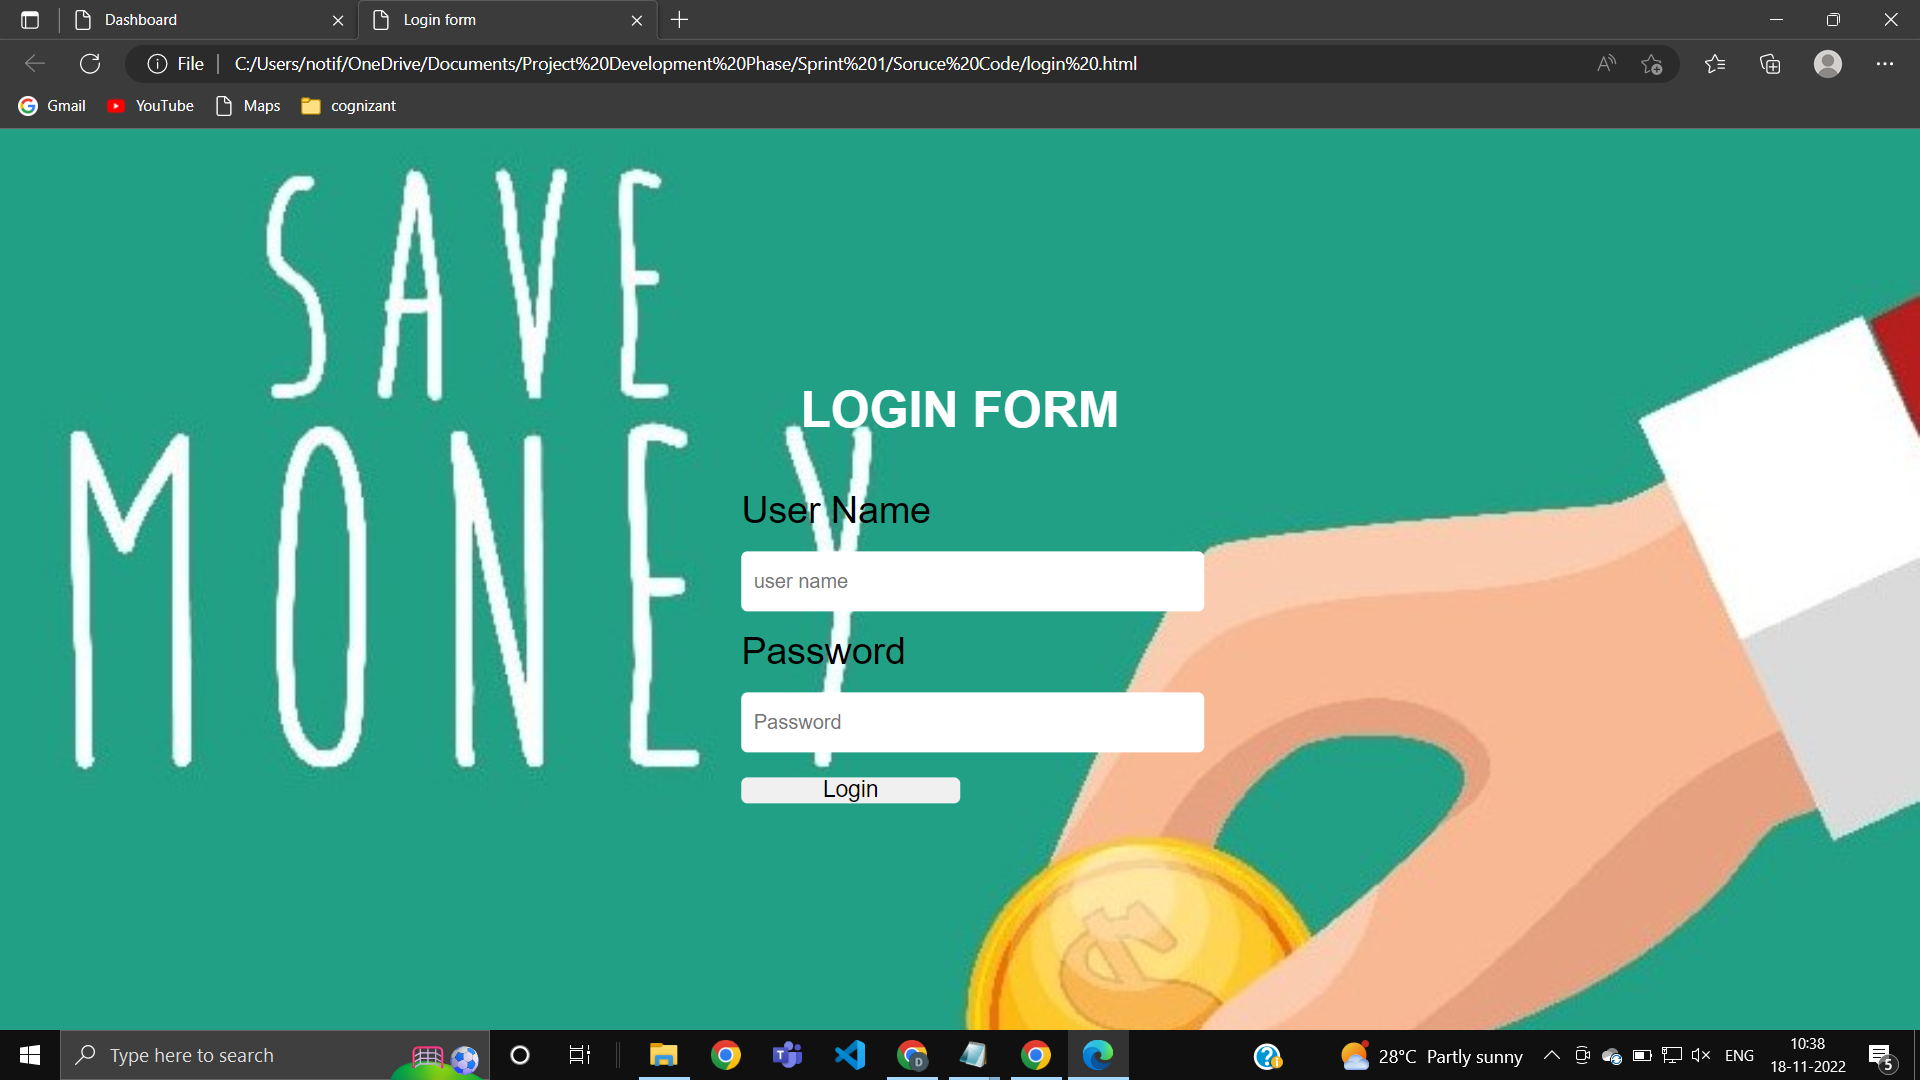 Dashboard
Login form
File
C:/Users/notif/OneDrive/Documents/Project%20Development%20Phase/Sprint%201/Soruce%20Code/login%20.html
Gmail
YouTube
Maps
cognizant
SAVE
MONEY
LOGIN FORM
User Name
user name
Password
Password
Login
Type here to search
28°C Partly sunny
ENG
10:38
18-11-2022
5